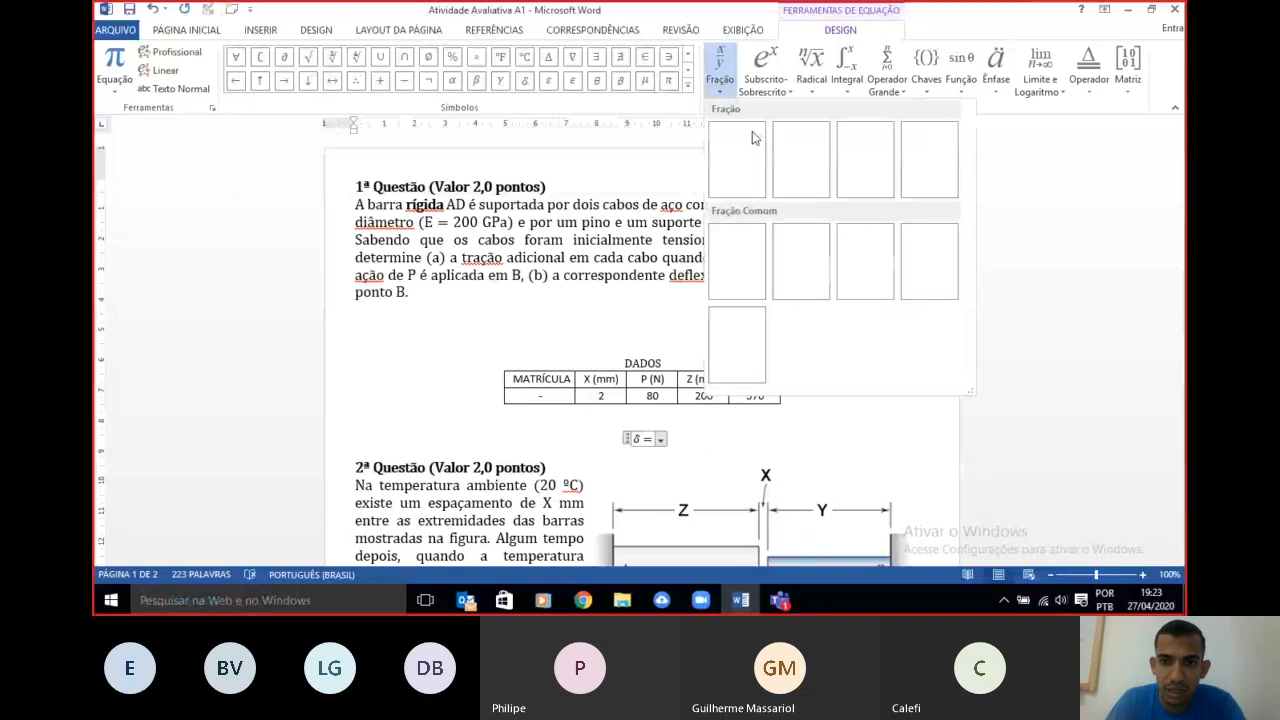 Atividade Avaliativa A1 - Microsoft Word
FERRAMENTAS DE EQUAÇÃO
ARQUIVO PÁGINA INICIAL INSERIR DESIGN LAYOUT DA PÁGINA REFERÊNCIAS CORRESPONDÊNCIAS REVISÃO EXIBIÇÃO DESIGN Entra
Equação
Profissional
Linear
abc Texto Normal
Ferramentas
Símbolos
Fração
Subscrito-Sobrescrito
Radical
Integral
Operador Grande
Chaves
Função
Ênfase
Limite e Logaritmo
Operador
Matriz
Fração
Fração Comum
1ª Questão (Valor 2,0 pontos)
A barra rígida AD é suportada por dois cabos de aço co
diâmetro (E = 200 GPa) e por um pino e um suporte
Sabendo que os cabos foram inicialmente tensio
determine (a) a tração adicional em cada cabo quand
ação de P é aplicada em B, (b) a correspondente defle
ponto B.
DADOS
MATRÍCULA X (mm) P (N) Z (m
- 2 80 200 370
δ =
2ª Questão (Valor 2,0 pontos)
Na temperatura ambiente (20 ºC)
existe um espaçamento de X mm
entre as extremidades das barras
mostradas na figura. Algum tempo
depois, quando a temperatura
X
Z Y
Ativar o Windows
Acesse Configurações para ativar o Windows.
PÁGINA 1 DE 2 223 PALAVRAS PORTUGUÊS (BRASIL) 100%
Pesquisar na Web e no Windows
POR
PTB
19:23
27/04/2020
E BV LG DB P GM C
Philipe Guilherme Massariol Calefi